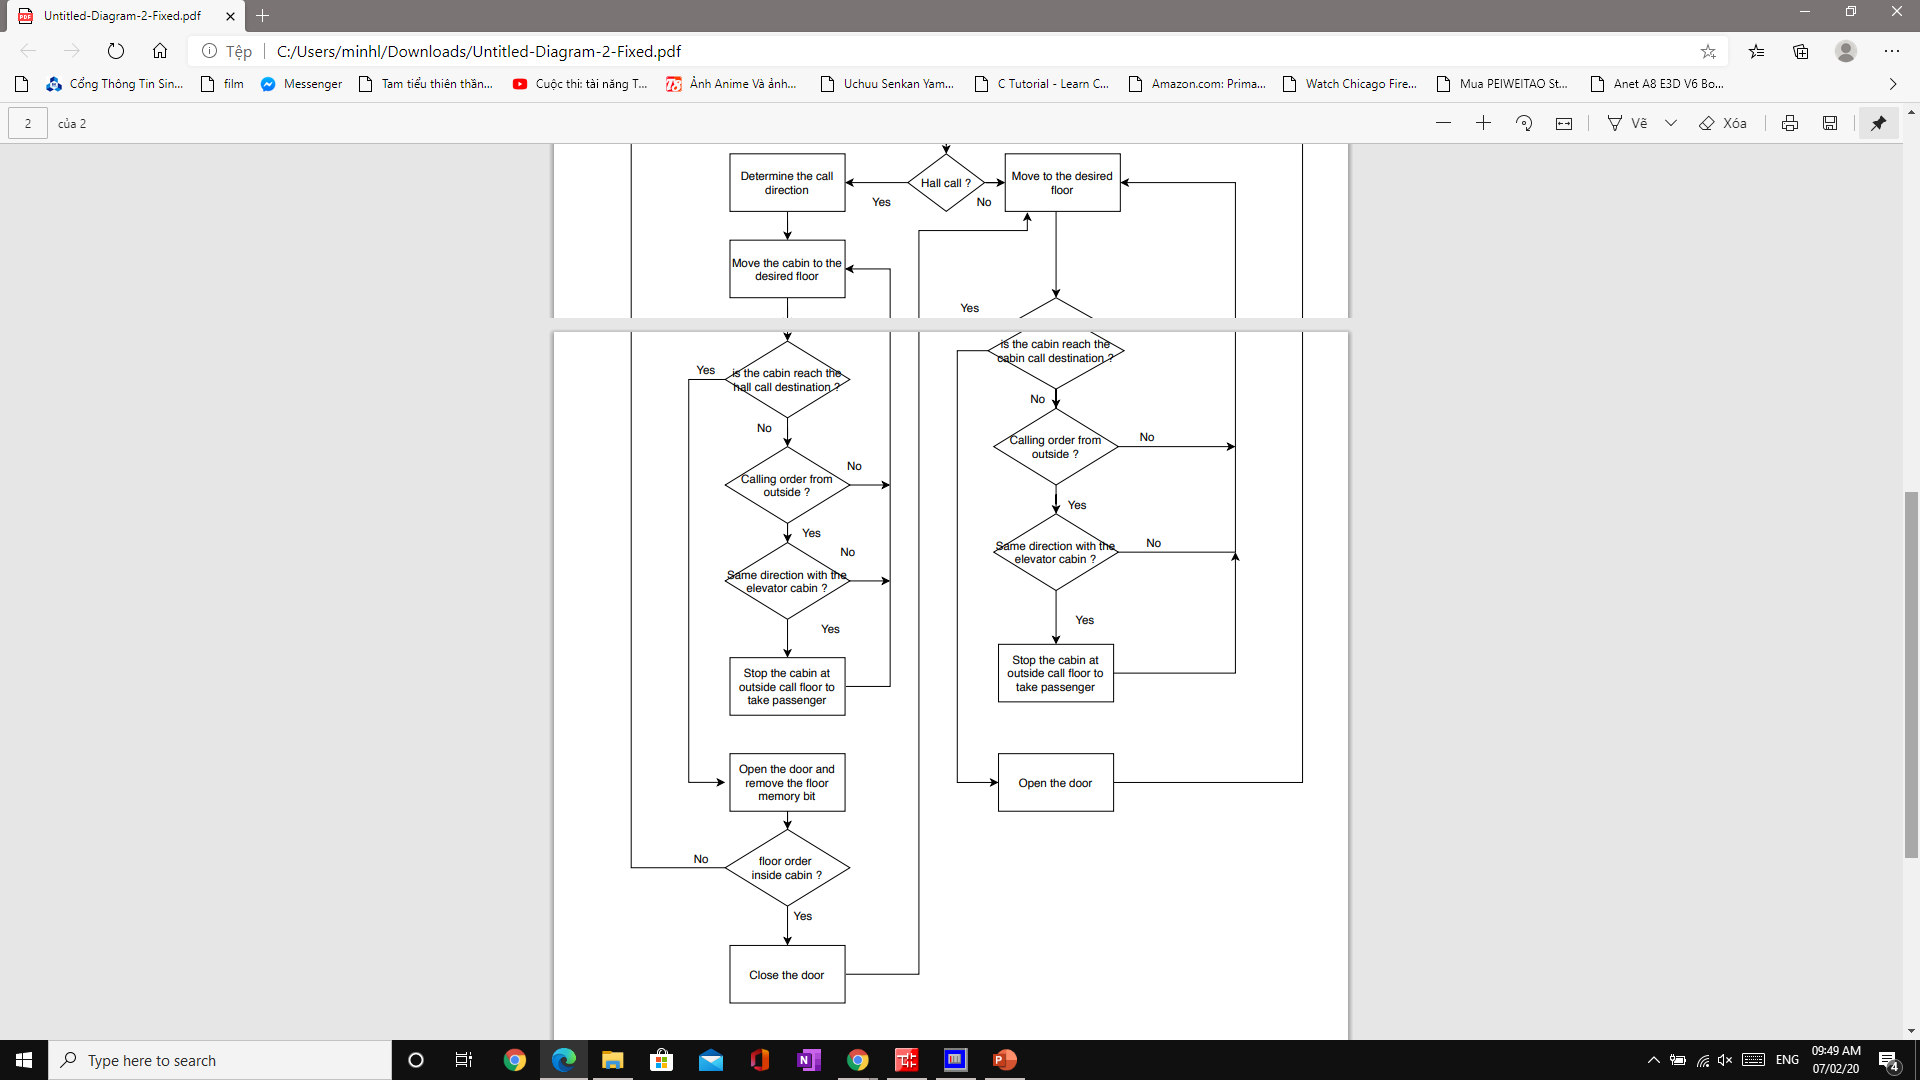 Untitled-Diagram-2-Fixed.pdf
Tệp
C:/Users/minhl/Downloads/Untitled-Diagram-2-Fixed.pdf
Cổng Thông Tin Sin...
film
Messenger
Tam tiểu thiên thần...
Cuộc thi: tài năng T...
Ảnh Anime Và ảnh...
Uchuu Senkan Yam...
C Tutorial - Learn C...
Amazon.com: Prima...
Watch Chicago Fire...
Mua PEIWEITAO St...
Anet A8 E3D V6 Bo...
2
của 2
Vẽ
Xóa
Determine the call
direction
Yes
Hall call ?
No
Move to the desired
floor
Move the cabin to the
desired floor
Yes
is the cabin reach the
cabin call destination ?
Yes
is the cabin reach the
hall call destination ?
No
No
Calling order from
outside ?
No
Calling order from
outside ?
No
Yes
Yes
Same direction with the
elevator cabin ?
No
Same direction with the
elevator cabin ?
No
Yes
Yes
Stop the cabin at
outside call floor to
take passenger
Stop the cabin at
outside call floor to
take passenger
Open the door and
remove the floor
memory bit
Open the door
No
floor order
inside cabin ?
Yes
Close the door
Type here to search
ENG
09:49 AM
07/02/20
4